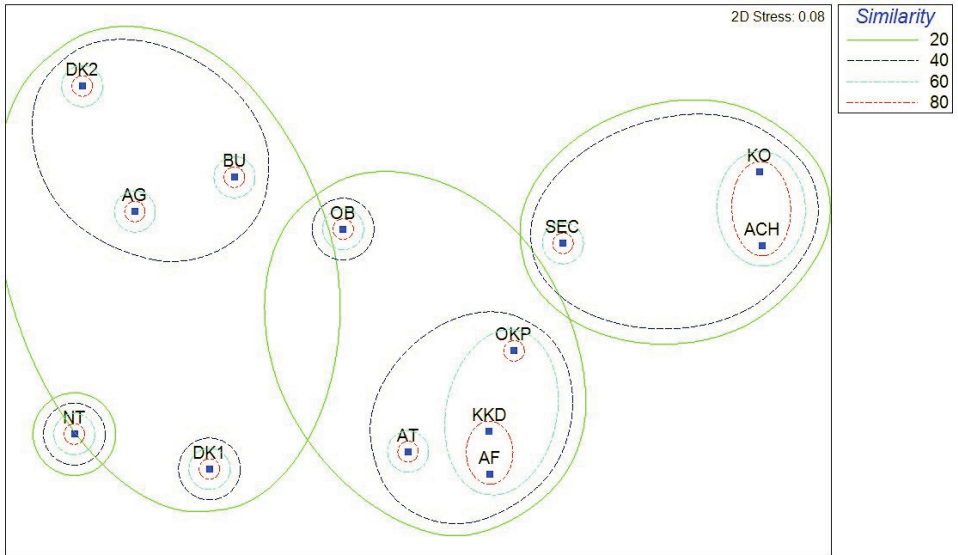 2D Stress: 0.08
Similarity
20
40
60
80
DK2
BU
AG
OB
KO
SEC
ACH
OKP
NT
KKD
AT
AF
DK1